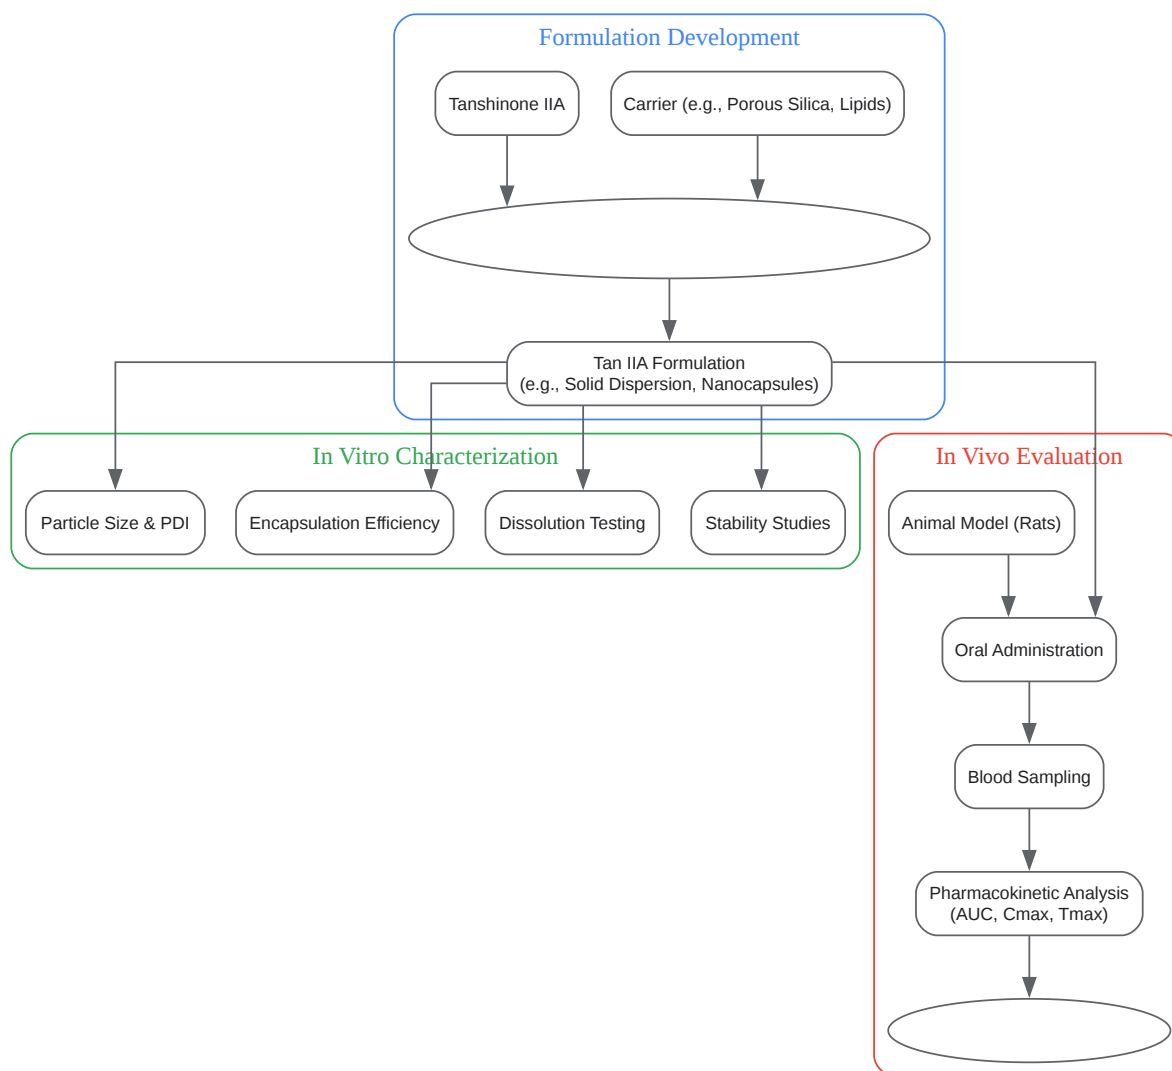 Formulation Development
Tanshinone IIA
Carrier (e.g., Porous Silica, Lipids)
Tan IIA Formulation
(e.g., Solid Dispersion, Nanocapsules)
In Vitro Characterization
Particle Size & PDI
Encapsulation Efficiency
Dissolution Testing
Stability Studies
In Vivo Evaluation
Animal Model (Rats)
Oral Administration
Blood Sampling
Pharmacokinetic Analysis
(AUC, Cmax, Tmax)